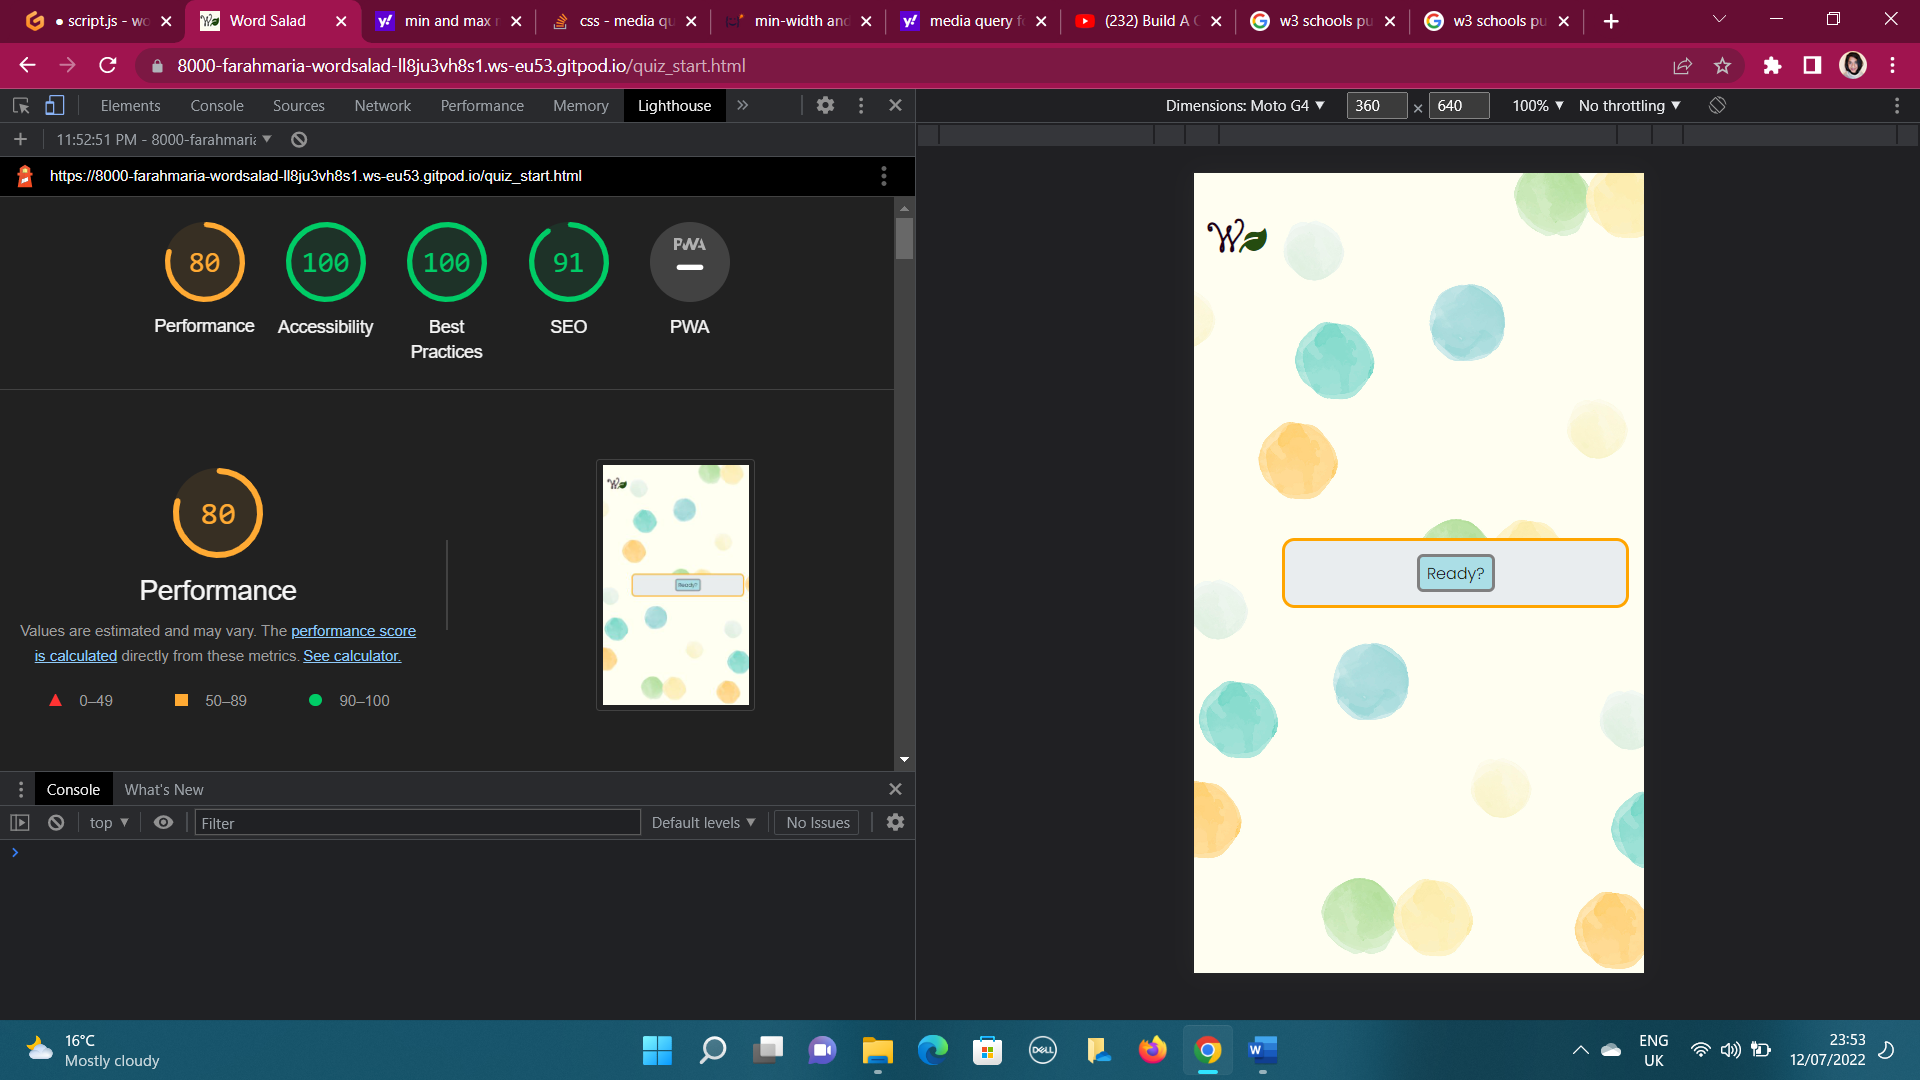 ● script.js - wo
Word Salad
min and max r
css - media qu
min-width and
media query fo
(232) Build A
w3 schools pu
w3 schools pu
8000-farahmaria-wordsalad-ll8ju3vh8s1.ws-eu53.gitpod.io/quiz_start.html
Elements Console Sources Network Performance Memory Lighthouse
Dimensions: Moto G4 360 × 640 100% No throttling
11:52:51 PM - 8000-farahmaria
https://8000-farahmaria-wordsalad-ll8ju3vh8s1.ws-eu53.gitpod.io/quiz_start.html
80 100 100 91 PWA
Performance Accessibility Best Practices SEO PWA
W
80
Performance
Values are estimated and may vary. The performance score
is calculated directly from these metrics. See calculator.
0–49 50–89 90–100
Ready?
Ready?
Console What's New
top Filter Default levels No Issues
16°C
Mostly cloudy
DELL
W
ENG
UK
23:53
12/07/2022